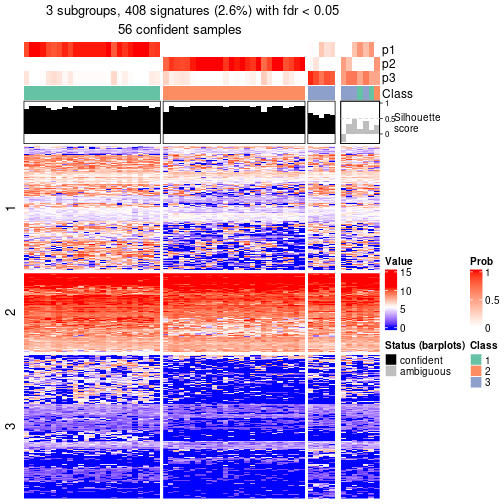 3 subgroups, 408 signatures (2.6%) with fdr < 0.05
56 confident samples
p1
p2
p3
Class
1
0.5
0
Silhouette
score
1
2
3
Value
15
10
5
0
Prob
1
0.5
0
Status (barplots)
confident
ambiguous
Class
1
2
3